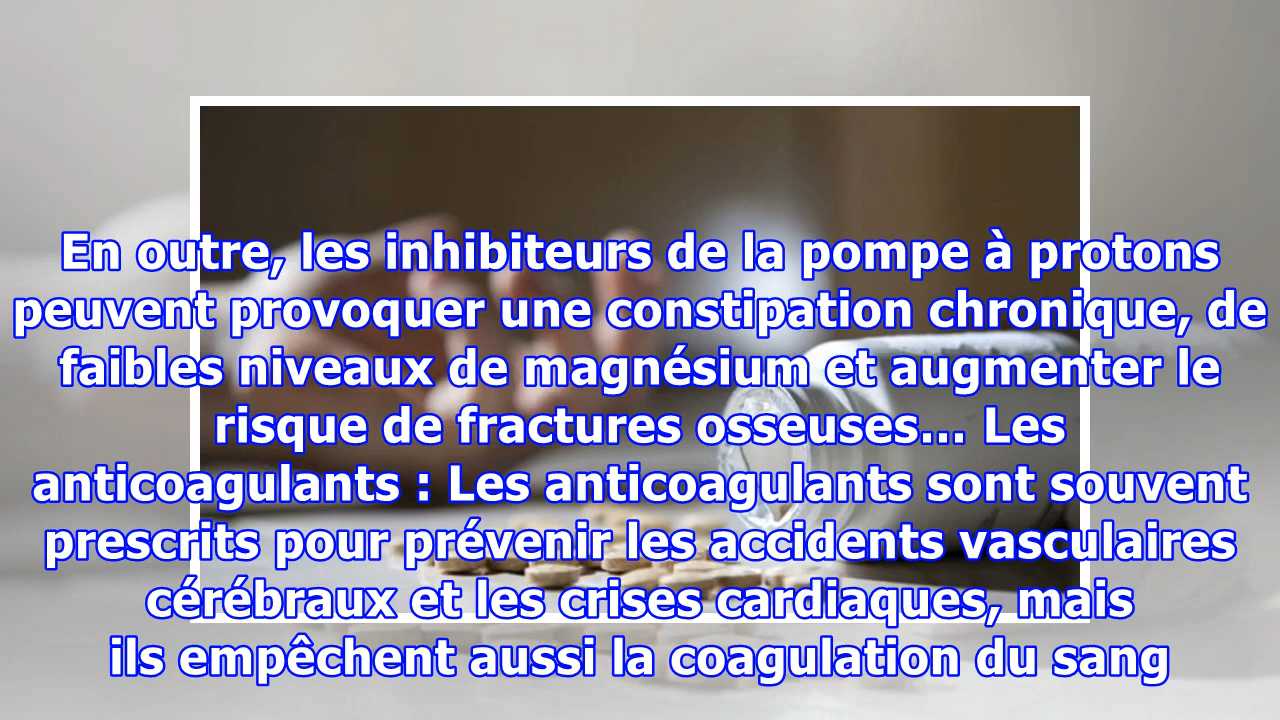 En outre, les inhibiteurs de la pompe à protons
peuvent provoquer une constipation chronique, de
faibles niveaux de magnésium et augmenter le
risque de fractures osseuses... Les
anticoagulants : Les anticoagulants sont souvent
prescrits pour prévenir les accidents vasculaires
cérébraux et les crises cardiaques, mais
ils empêchent aussi la coagulation du sang